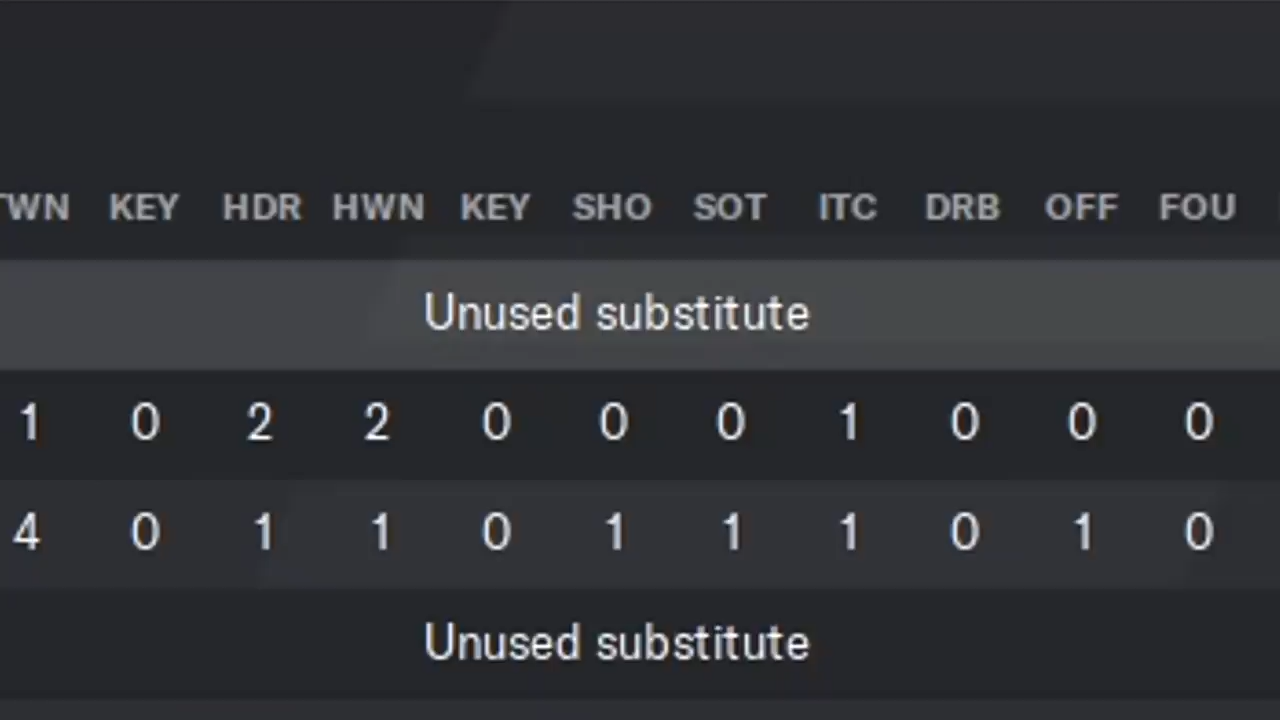 TWN KEY HDR HWN KEY SHO SOT ITC DRB OFF FOU
Unused substitute
1 0 2 2 0 0 0 1 0 0 0
4 0 1 1 0 1 1 1 0 1 0
Unused substitute